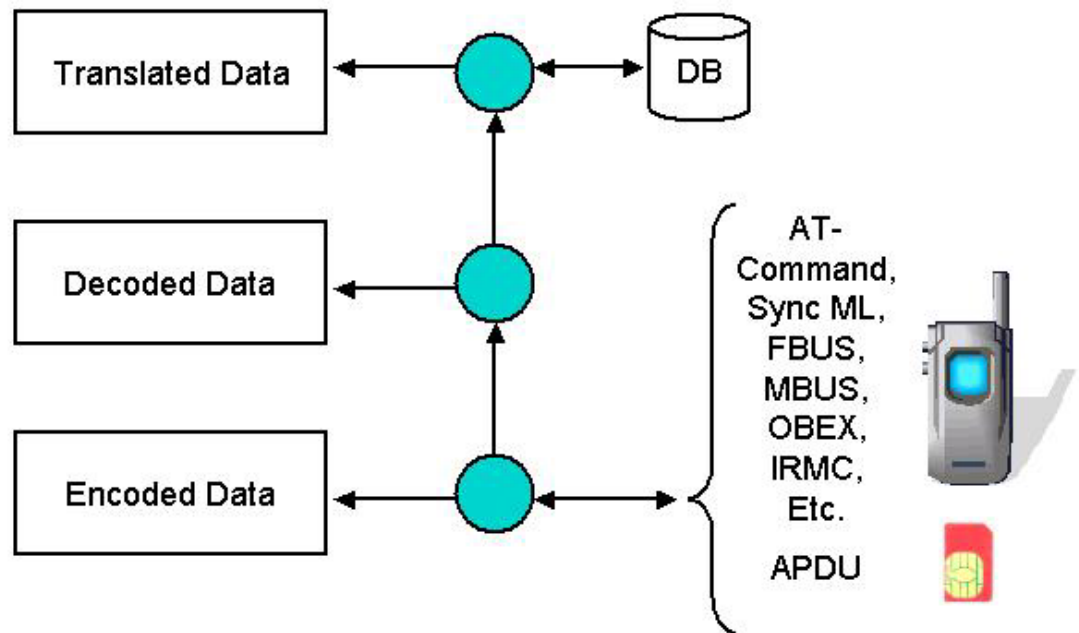 Translated Data
DB
Decoded Data
Encoded Data
AT-
Command,
Sync ML,
FBUS,
MBUS,
OBEX,
IRMC,
Etc.
APDU